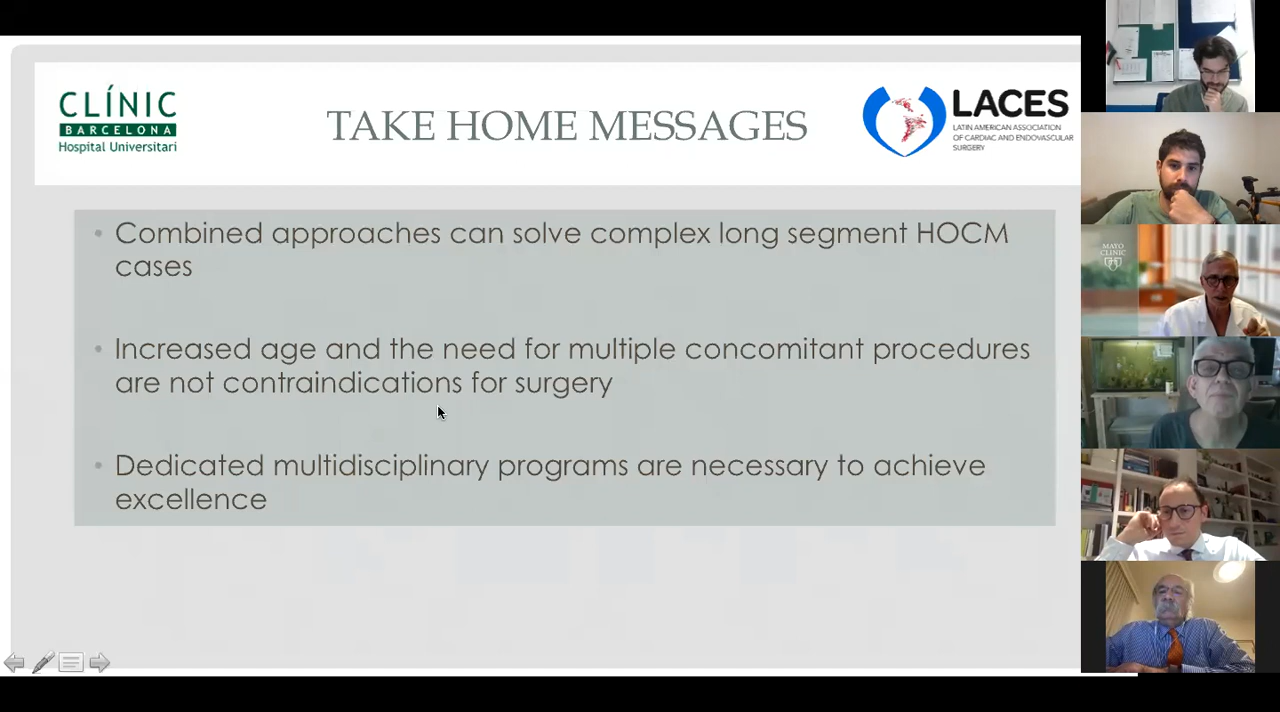 CLÍNIC
BARCELONA
Hospital Universitari
TAKE HOME MESSAGES
LACES
LATIN AMERICAN ASSOCIATION
OF CARDIAC AND ENDOVASCULAR
SURGERY
• Combined approaches can solve complex long segment HOCM
cases
• Increased age and the need for multiple concomitant procedures
are not contraindications for surgery
• Dedicated multidisciplinary programs are necessary to achieve
excellence
MAYO
CLINIC